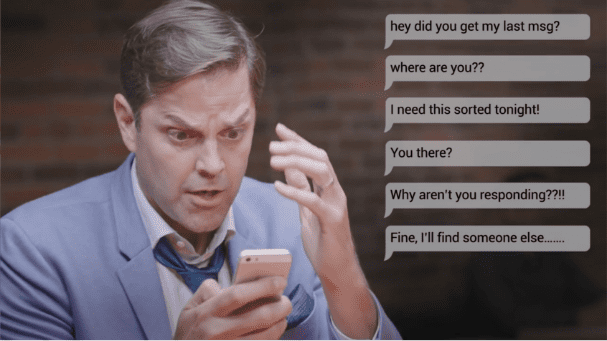 hey did you get my last msg?
where are you??
I need this sorted tonight!
You there?
Why aren't you responding??!!
Fine, I'll find someone else.......